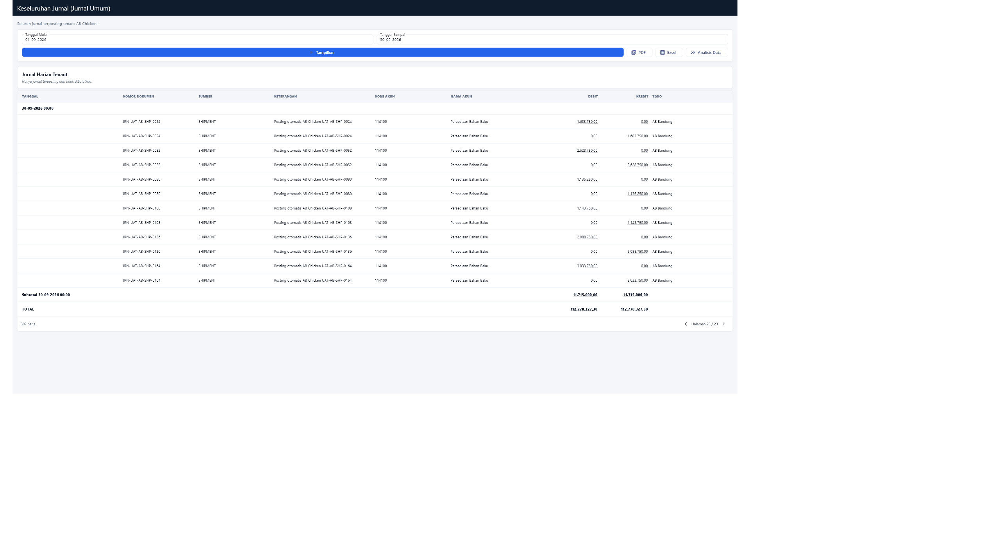 Keseluruhan Jurnal (Jurnal Umum)
Seluruh jurnal terposting tenant AB Chicken.
Tanggal Mulai
01-09-2026
Tanggal Sampai
30-09-2026
Tampilkan PDF Excel Analisis Data
Jurnal Harian Tenant
Hanya jurnal terposting dan tidak dibatalkan.
TANGGAL NOMOR DOKUMEN SUMBER KETERANGAN KODE AKUN NAMA AKUN DEBIT KREDIT TOKO
30-09-2026 00:00
JRN-UAT-AB-SHP-0024 SHIPMENT Posting otomatis AB Chicken UAT-AB-SHP-0024 114100 Persediaan Bahan Baku 1.683.750,00 0,00 AB Bandung
JRN-UAT-AB-SHP-0024 SHIPMENT Posting otomatis AB Chicken UAT-AB-SHP-0024 114100 Persediaan Bahan Baku 0,00 1.683.750,00 AB Bandung
JRN-UAT-AB-SHP-0052 SHIPMENT Posting otomatis AB Chicken UAT-AB-SHP-0052 114100 Persediaan Bahan Baku 2.628.750,00 0,00 AB Bandung
JRN-UAT-AB-SHP-0052 SHIPMENT Posting otomatis AB Chicken UAT-AB-SHP-0052 114100 Persediaan Bahan Baku 0,00 2.628.750,00 AB Bandung
JRN-UAT-AB-SHP-0080 SHIPMENT Posting otomatis AB Chicken UAT-AB-SHP-0080 114100 Persediaan Bahan Baku 1.136.250,00 0,00 AB Bandung
JRN-UAT-AB-SHP-0080 SHIPMENT Posting otomatis AB Chicken UAT-AB-SHP-0080 114100 Persediaan Bahan Baku 0,00 1.136.250,00 AB Bandung
JRN-UAT-AB-SHP-0108 SHIPMENT Posting otomatis AB Chicken UAT-AB-SHP-0108 114100 Persediaan Bahan Baku 1.143.750,00 0,00 AB Bandung
JRN-UAT-AB-SHP-0108 SHIPMENT Posting otomatis AB Chicken UAT-AB-SHP-0108 114100 Persediaan Bahan Baku 0,00 1.143.750,00 AB Bandung
JRN-UAT-AB-SHP-0136 SHIPMENT Posting otomatis AB Chicken UAT-AB-SHP-0136 114100 Persediaan Bahan Baku 2.088.750,00 0,00 AB Bandung
JRN-UAT-AB-SHP-0136 SHIPMENT Posting otomatis AB Chicken UAT-AB-SHP-0136 114100 Persediaan Bahan Baku 0,00 2.088.750,00 AB Bandung
JRN-UAT-AB-SHP-0164 SHIPMENT Posting otomatis AB Chicken UAT-AB-SHP-0164 114100 Persediaan Bahan Baku 3.033.750,00 0,00 AB Bandung
JRN-UAT-AB-SHP-0164 SHIPMENT Posting otomatis AB Chicken UAT-AB-SHP-0164 114100 Persediaan Bahan Baku 0,00 3.033.750,00 AB Bandung
Subtotal 30-09-2026 00:00 11.715.000,00 11.715.000,00
TOTAL 112.770.327,30 112.770.327,30
302 baris Halaman 23 / 23